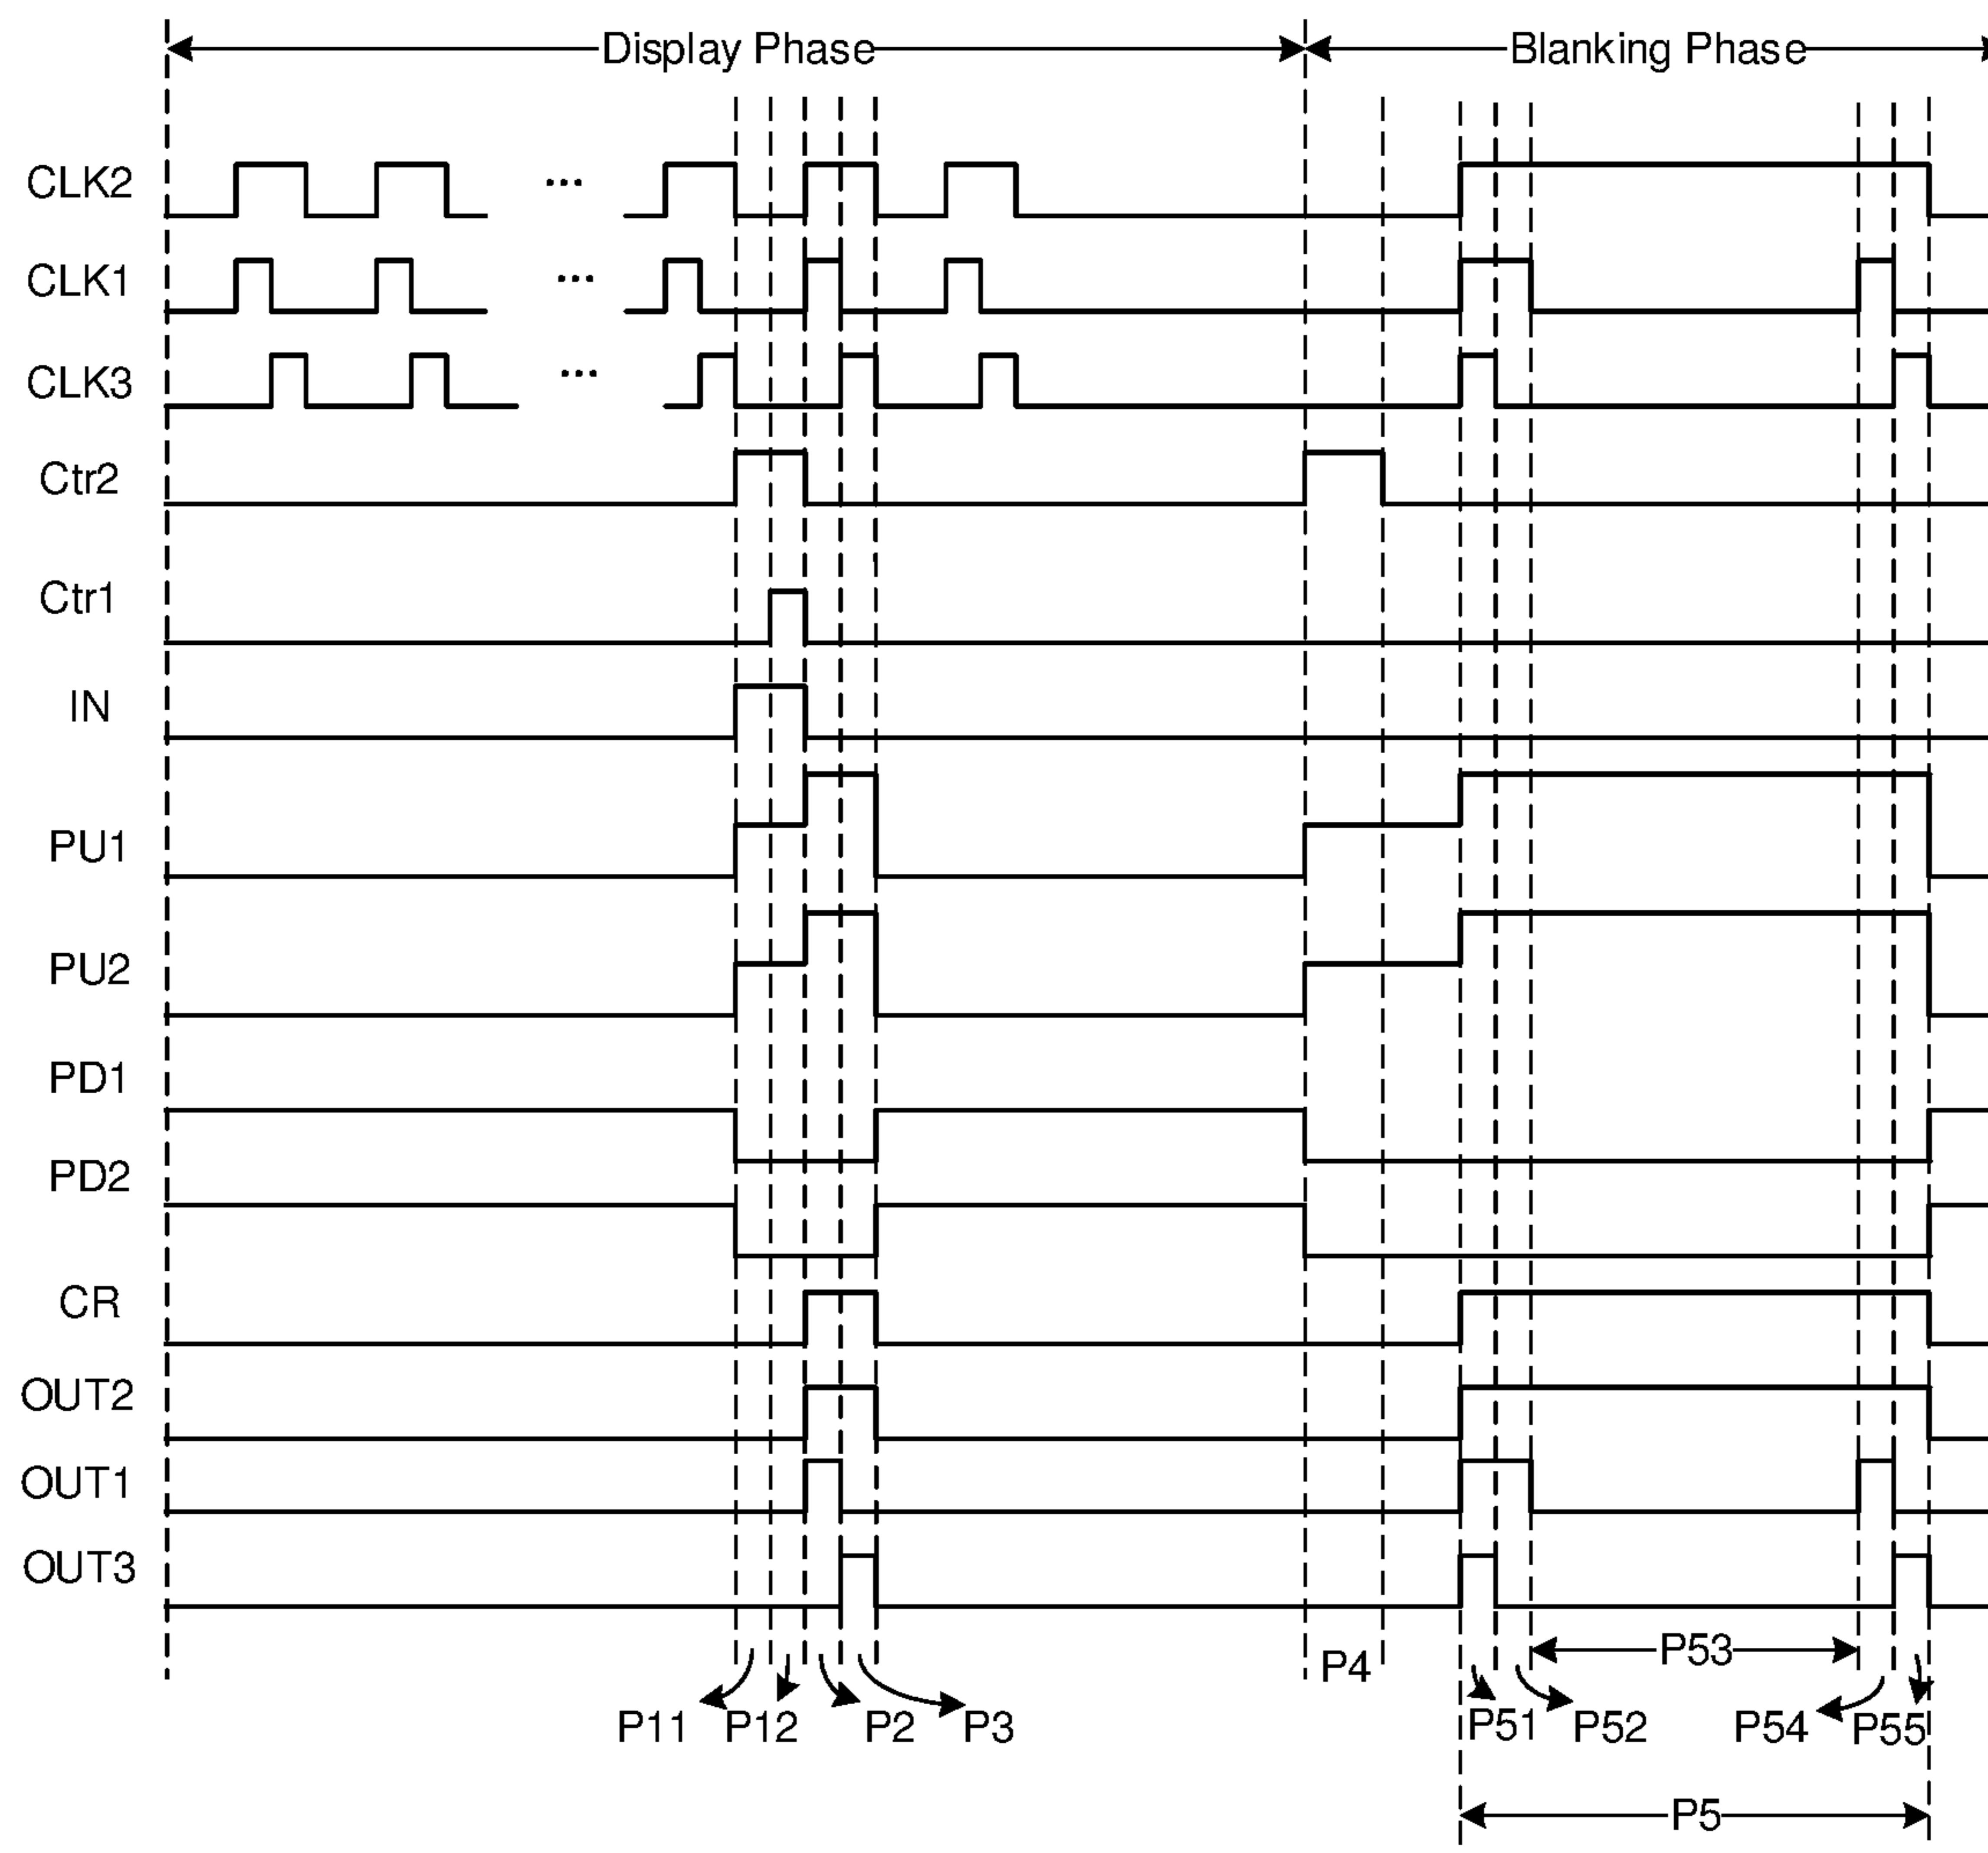 Display Phase Blanking Phase
CLK2 ...
CLK1 ...
CLK3 ...
Ctr2
Ctr1
IN
PU1
PU2
PD1
PD2
CR
OUT2
OUT1
OUT3
P53
P4
P11 P12 P2 P3 P51 P52 P54 P55
P5